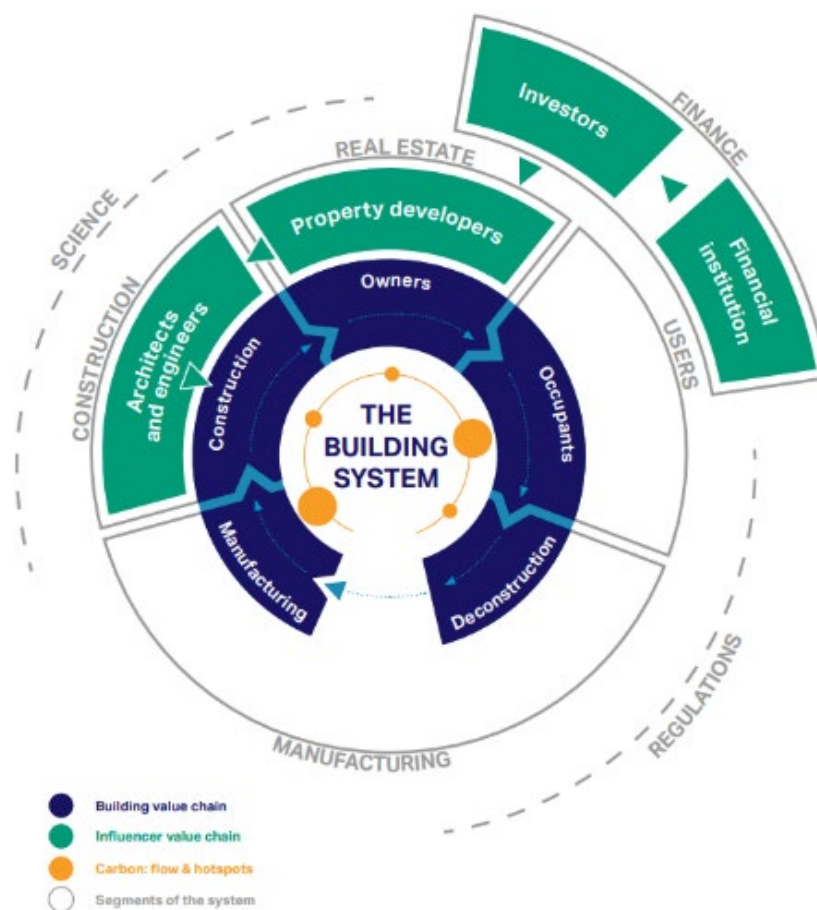 FINANCE
Investors
Financial
institution
SCIENCE
REAL ESTATE
Property developers
CONSTRUCTION
Architects
and engineers
USERS
Owners
Construction
Occupants
THE
BUILDING
SYSTEM
Manufacturing
Deconstruction
MANUFACTURING
REGULATIONS
Building value chain
Influencer value chain
Carbon: flow & hotspots
Segments of the system